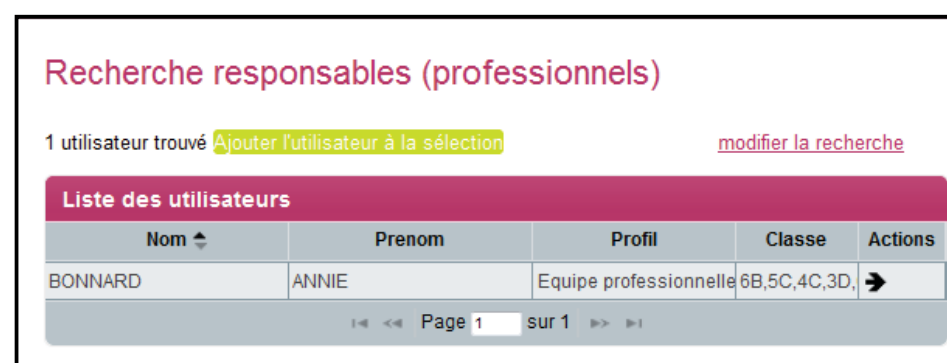 Recherche responsables (professionnels)
1 utilisateur trouvé Ajouter l'utilisateur à la sélection modifier la recherche
Liste des utilisateurs
Nom Prenom Profil Classe Actions
BONNARD ANNIE Equipe professionnelle 6B,5C,4C,3D,
Page 1 sur 1